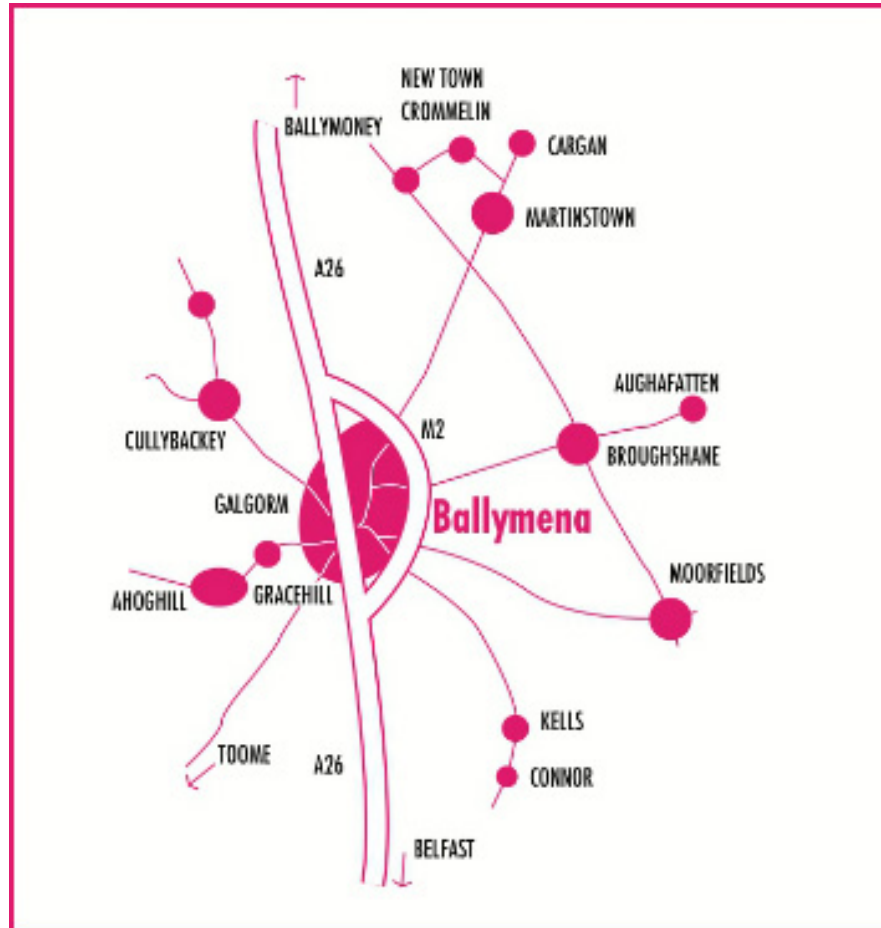 NEW TOWN
CROMMELIN
BALLYMONEY
CARGAN
MARTINSTOWN
A26
AUGHAFATTEN
M2
CULLYBACKEY
BROUGHSHANE
GALGORM
Ballymena
MOORFIELDS
AHOGHILL
GRACEHILL
KELLS
TOOME
A26
CONNOR
BELFAST